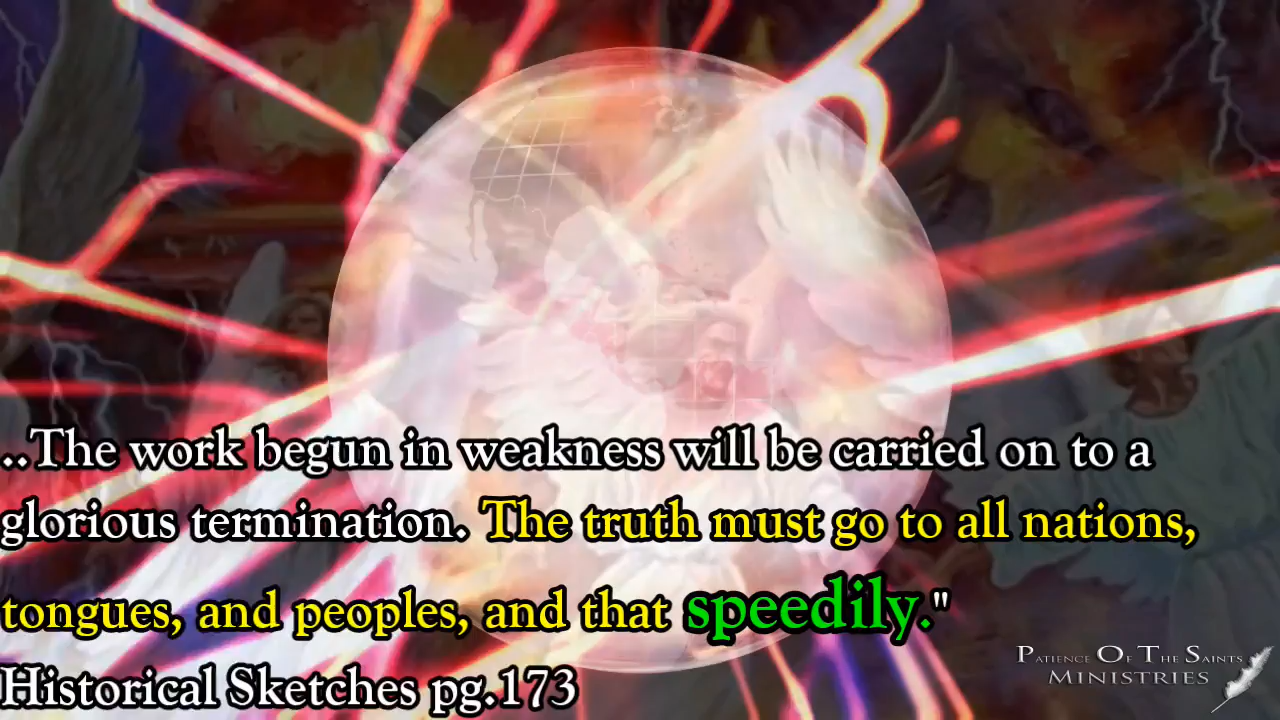 ..The work begun in weakness will be carried on to a
glorious termination. The truth must go to all nations,
tongues, and peoples, and that speedily."
Historical Sketches pg.173
Patience Of The Saints
Ministries